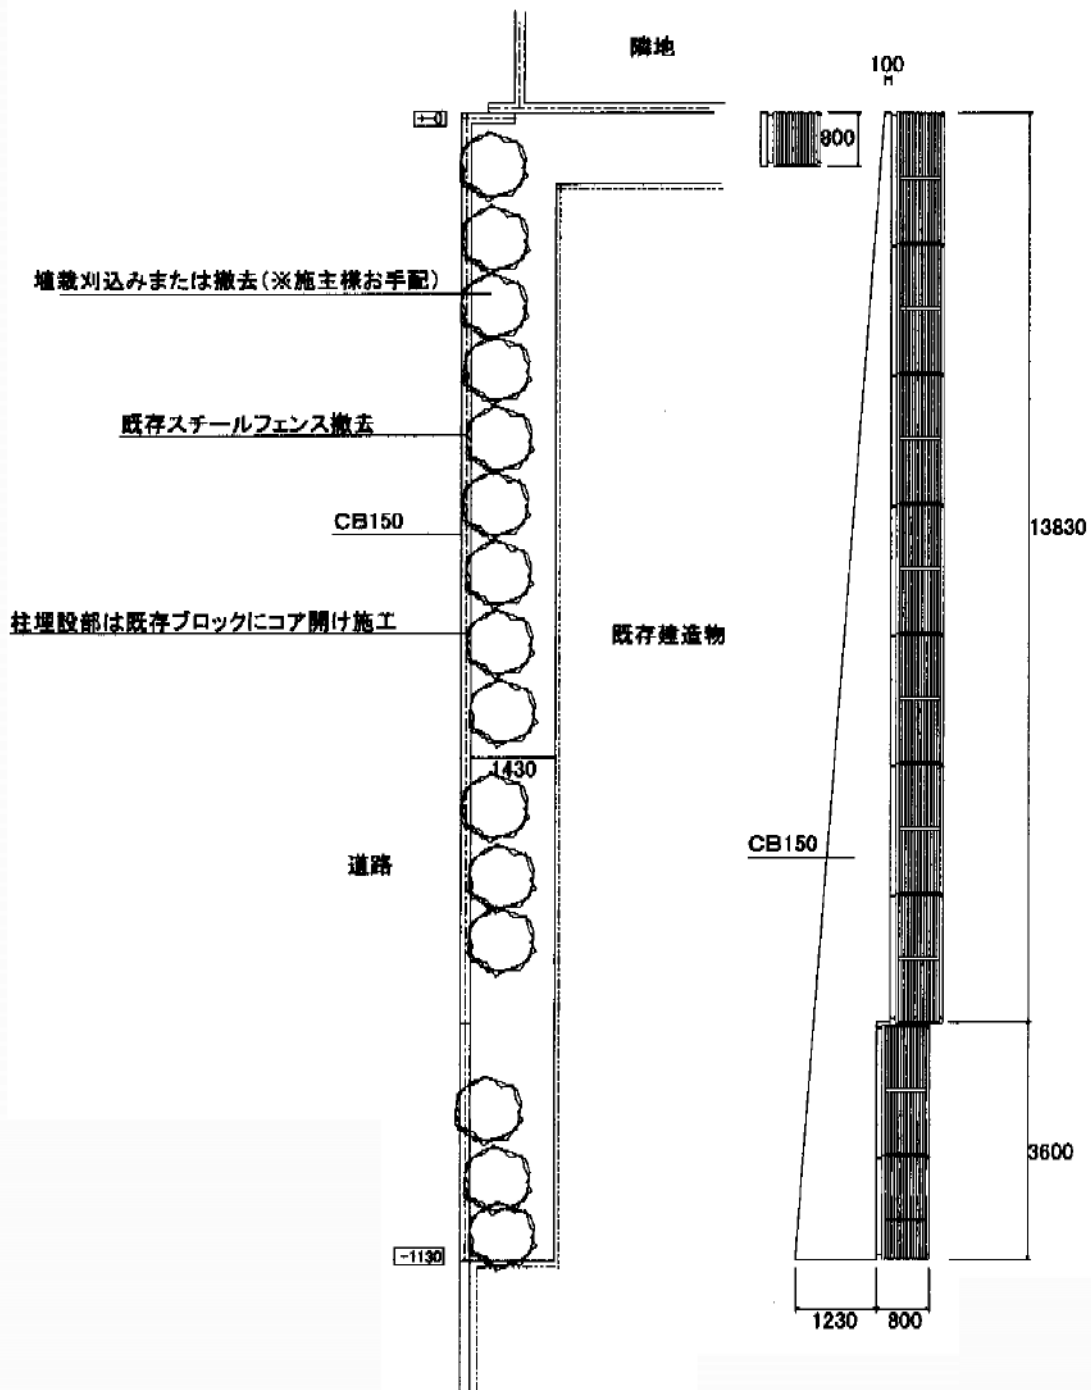 隣地
100
±0
800
植栽刈込みまたは撤去(※施主様お手配)
既存スチールフェンス撤去
CB150
13830
柱埋設部は既存ブロックにコア開け施工
既存建造物
1430
CB150
道路
3600
-1130
1230
800